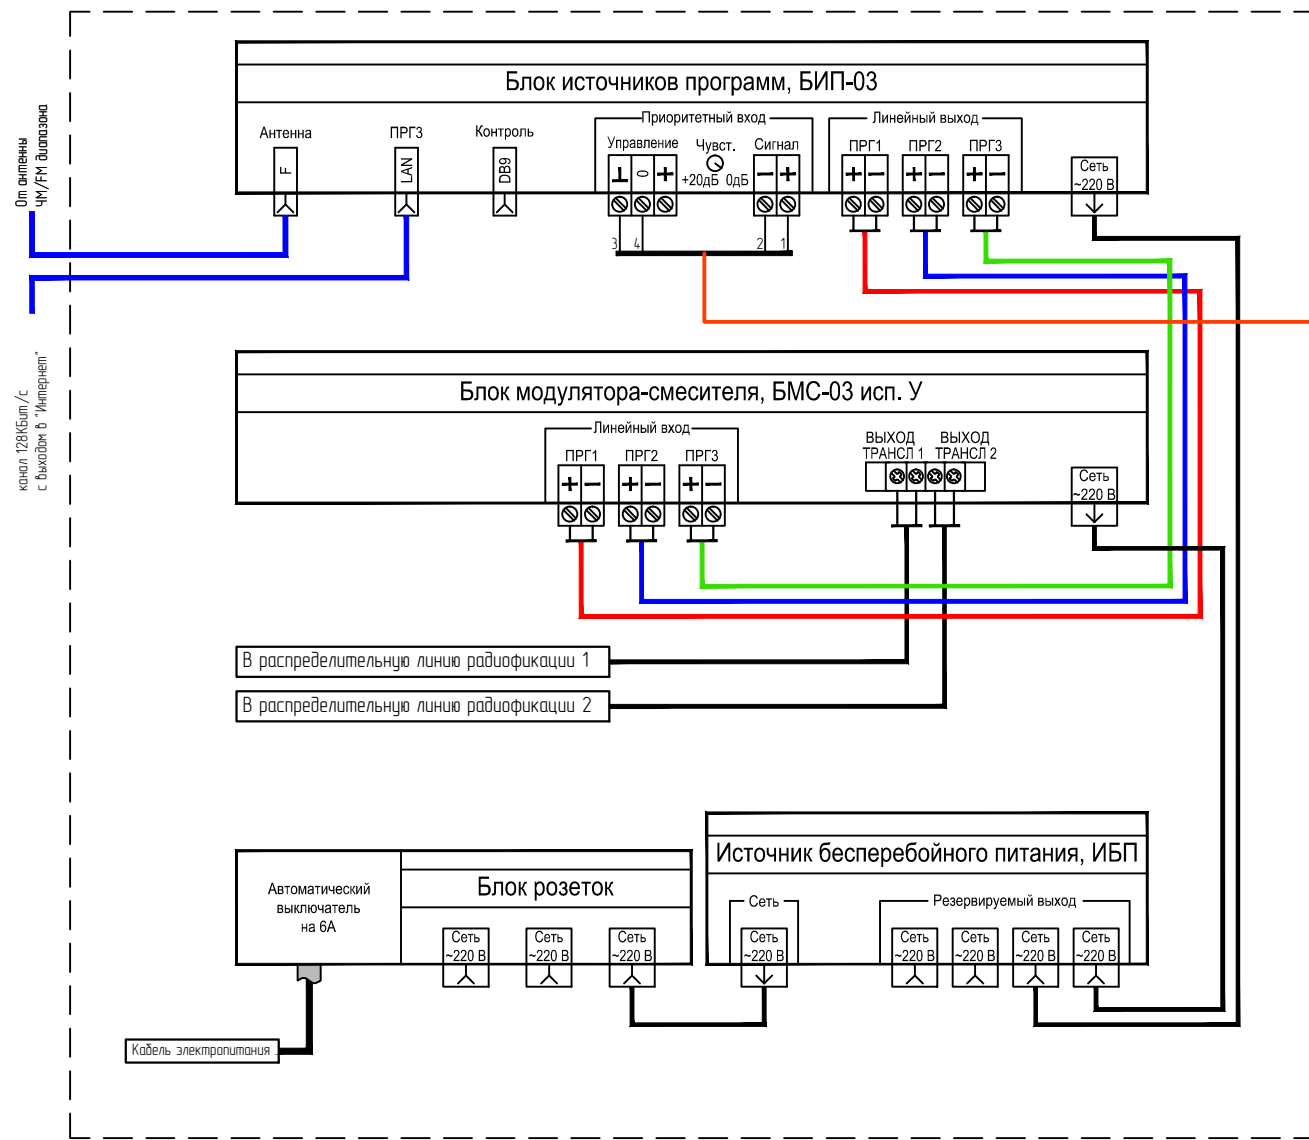 Блок источников программ, БИП-03
От антенны
ЧМ/FM диапазона
Антенна
ПРГ3
Контроль
Приоритетный вход
Линейный выход
Управление
Чувст.
Сигнал
ПРГ1
ПРГ2
ПРГ3
F
LAN
DB9
⊥
0
+
+20дБ 0дБ
−
+
+
−
+
−
+
−
Сеть
~220 В
3
4
2
1
канал 128КБит/с
с выходом в "Интернет"
Блок модулятора-смесителя, БМС-03 исп. У
Линейный вход
ВЫХОД
ТРАНСЛ 1
ВЫХОД
ТРАНСЛ 2
ПРГ1
ПРГ2
ПРГ3
+
−
+
−
+
−
Сеть
~220 В
В распределительную линию радиофикации 1
В распределительную линию радиофикации 2
Автоматический
выключатель
на 6А
Блок розеток
Сеть
~220 В
Сеть
~220 В
Сеть
~220 В
Источник бесперебойного питания, ИБП
Сеть
Резервируемый выход
Сеть
~220 В
Сеть
~220 В
Сеть
~220 В
Сеть
~220 В
Сеть
~220 В
Кабель электропитания